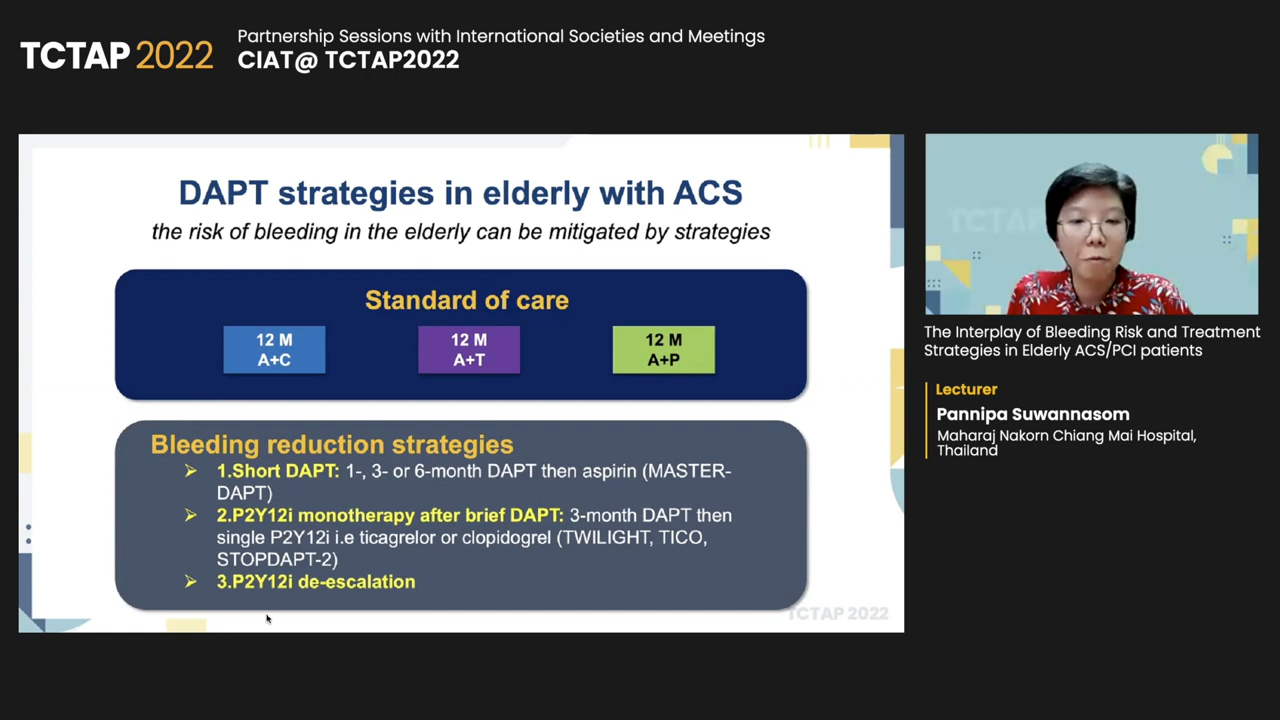 TCTAP 2022
Partnership Sessions with International Societies and Meetings
CIAT@ TCTAP2022
DAPT strategies in elderly with ACS
the risk of bleeding in the elderly can be mitigated by strategies
Standard of care
12 M
A+C
12 M
A+T
12 M
A+P
Bleeding reduction strategies
➢ 1.Short DAPT: 1-, 3- or 6-month DAPT then aspirin (MASTER-
DAPT)
➢ 2.P2Y12i monotherapy after brief DAPT: 3-month DAPT then
single P2Y12i i.e ticagrelor or clopidogrel (TWILIGHT, TICO,
STOPDAPT-2)
➢ 3.P2Y12i de-escalation
TCTAP 2022
TCTAP
The Interplay of Bleeding Risk and Treatment
Strategies in Elderly ACS/PCI patients
Lecturer
Pannipa Suwannasom
Maharaj Nakorn Chiang Mai Hospital,
Thailand